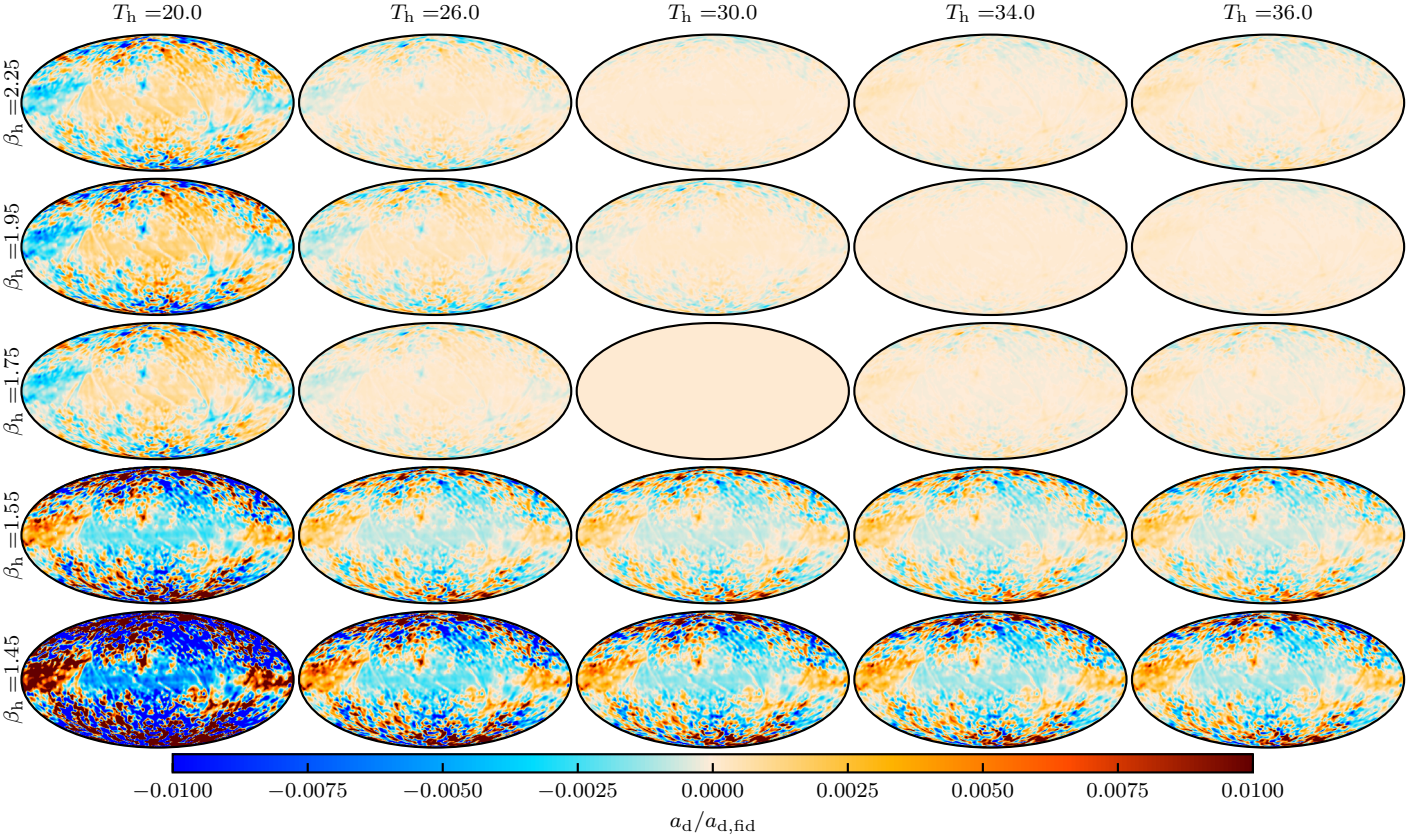 T_h =20.0 T_h =26.0 T_h =30.0 T_h =34.0 T_h =36.0
β_h =2.25
β_h =1.95
β_h =1.75
β_h =1.55
β_h =1.45
−0.0100 −0.0075 −0.0050 −0.0025 0.0000 0.0025 0.0050 0.0075 0.0100
a_d/a_d,fid